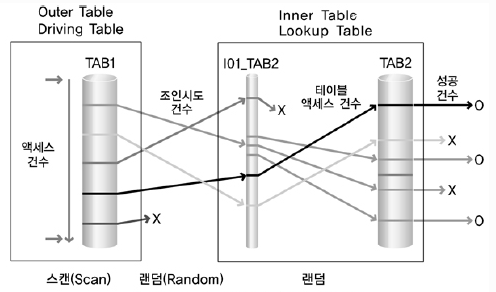 Outer Table
Driving Table
Inner Table
Lookup Table
TAB1
I01_TAB2
TAB2
조인시도
건수
테이블
액세스 건수
성공
건수
액세스
건수
X
X
O
X
O
X
O
스캔(Scan)
랜덤(Random)
랜덤